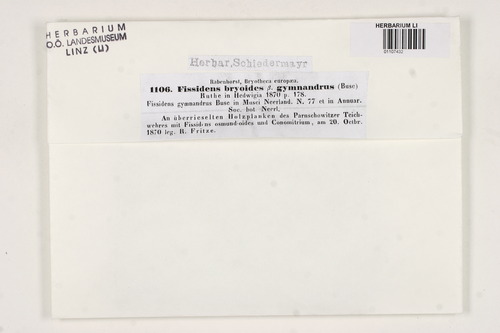 HERBARIUM
O.Ö. LANDESMUSEUM
LINZ (LI)
HERBARIUM LI
Herbar, Schiedermayr
Rabenhorst, Bryotheca europæa.
1106. Fissidens bryoides β. gymnandrus (Buse)
Ruthe in Hedwigia 1870 p. 178.
Fissidens gymnandrus Buse in Musci Neerland. N. 77 et in Annuar.
Soc. bot Neerl.
An überrieselten Holzplanken des Paruschowitzer Teich-
wehres mit Fissidens osmundoides und Conomitrium, am 20. Octbr.
1870 leg. R. Fritze.